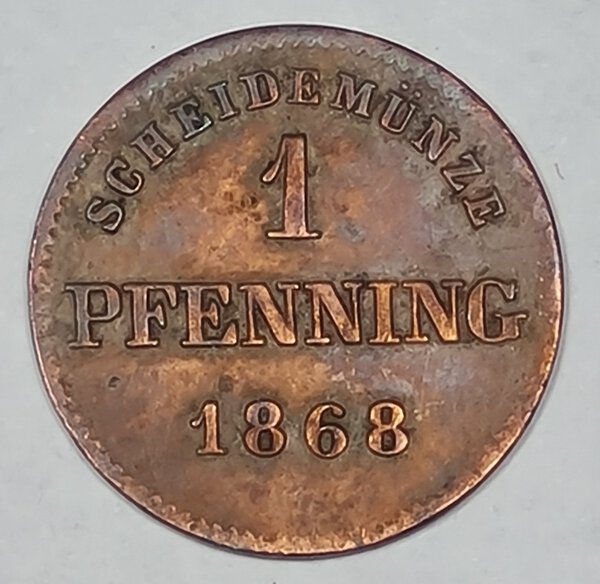 SCHEIDEMÜNZE
1
PFENNING
1868